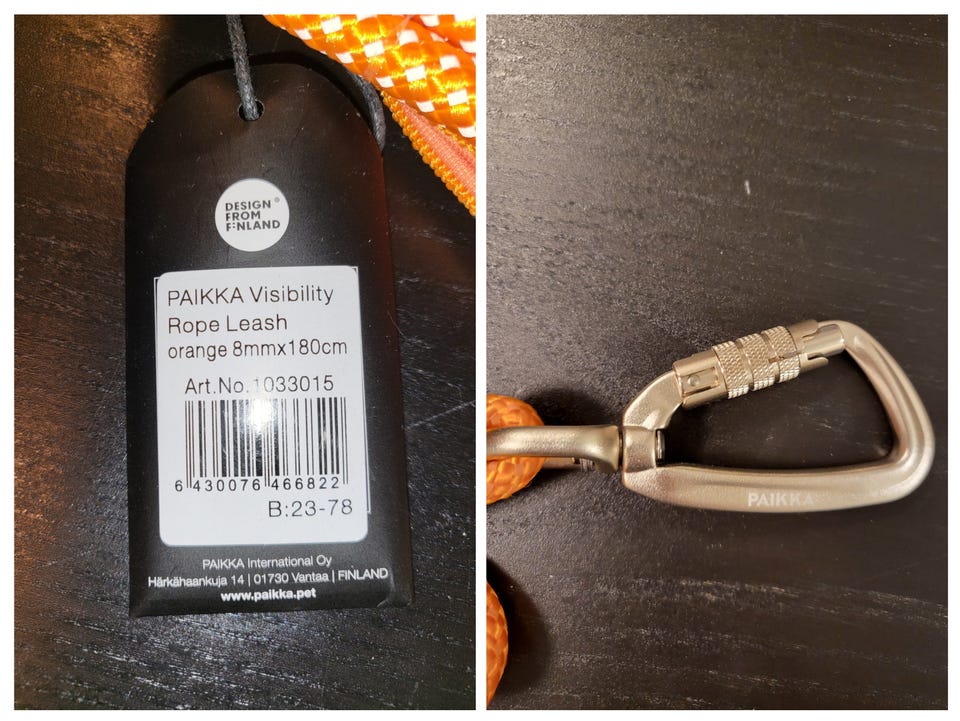 DESIGN ®
FROM
FINLAND
PAIKKA Visibility
Rope Leash
orange 8mmx180cm
Art.No.1033015
6 430076 466822
B:23-78
PAIKKA International Oy
Härkähaankuja 14 | 01730 Vantaa | FINLAND
www.paikka.pet
PAIKKA